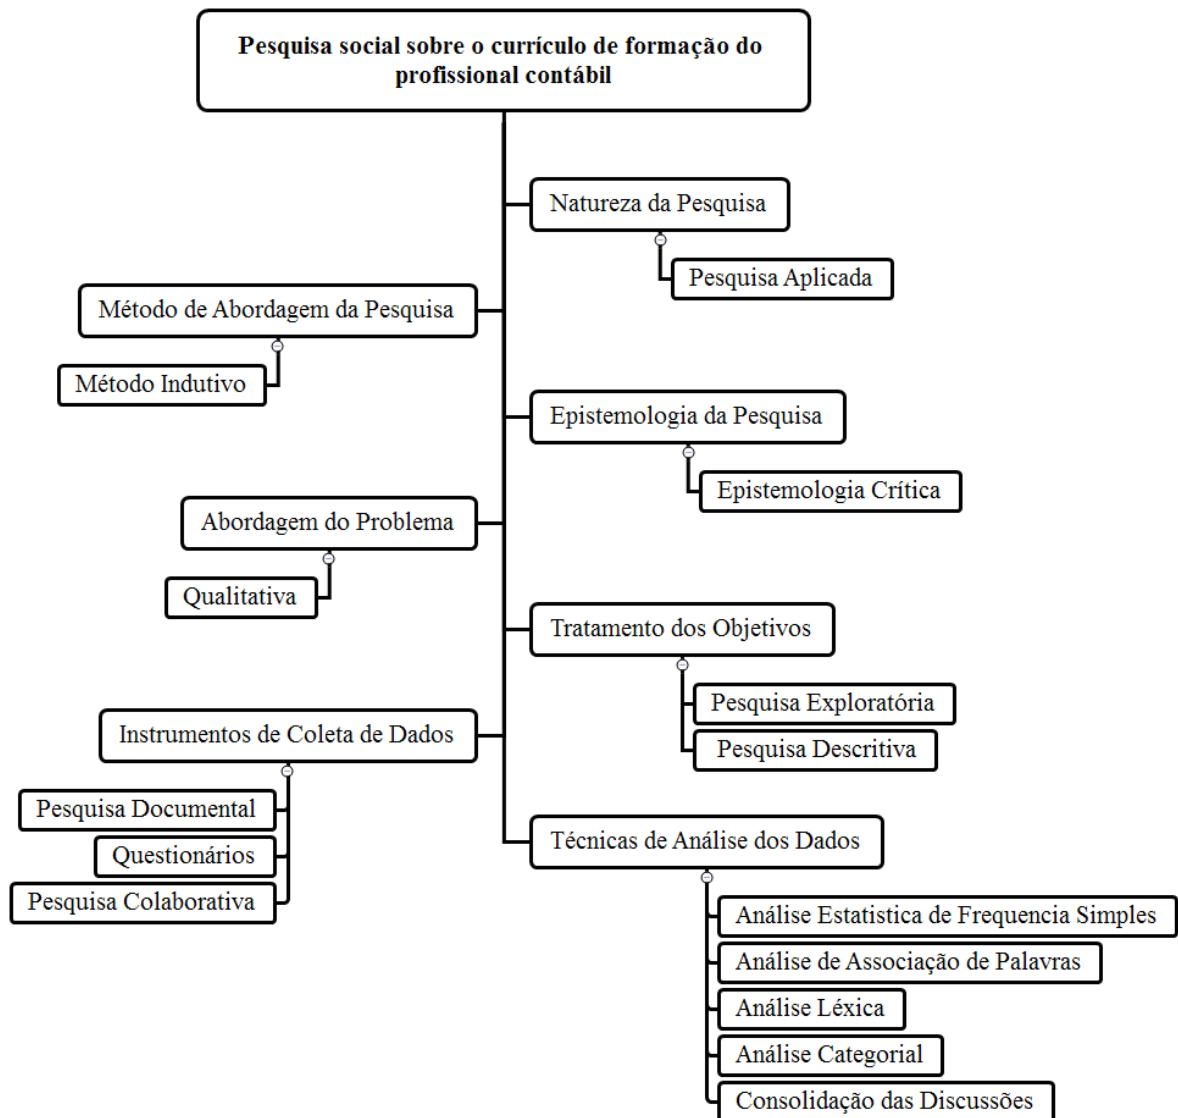 Pesquisa social sobre o currículo de formação do
profissional contábil
Natureza da Pesquisa
Pesquisa Aplicada
Método de Abordagem da Pesquisa
Método Indutivo
Epistemologia da Pesquisa
Epistemologia Crítica
Abordagem do Problema
Qualitativa
Tratamento dos Objetivos
Pesquisa Exploratória
Pesquisa Descritiva
Instrumentos de Coleta de Dados
Pesquisa Documental
Questionários
Pesquisa Colaborativa
Técnicas de Análise dos Dados
Análise Estatistica de Frequencia Simples
Análise de Associação de Palavras
Análise Léxica
Análise Categorial
Consolidação das Discussões